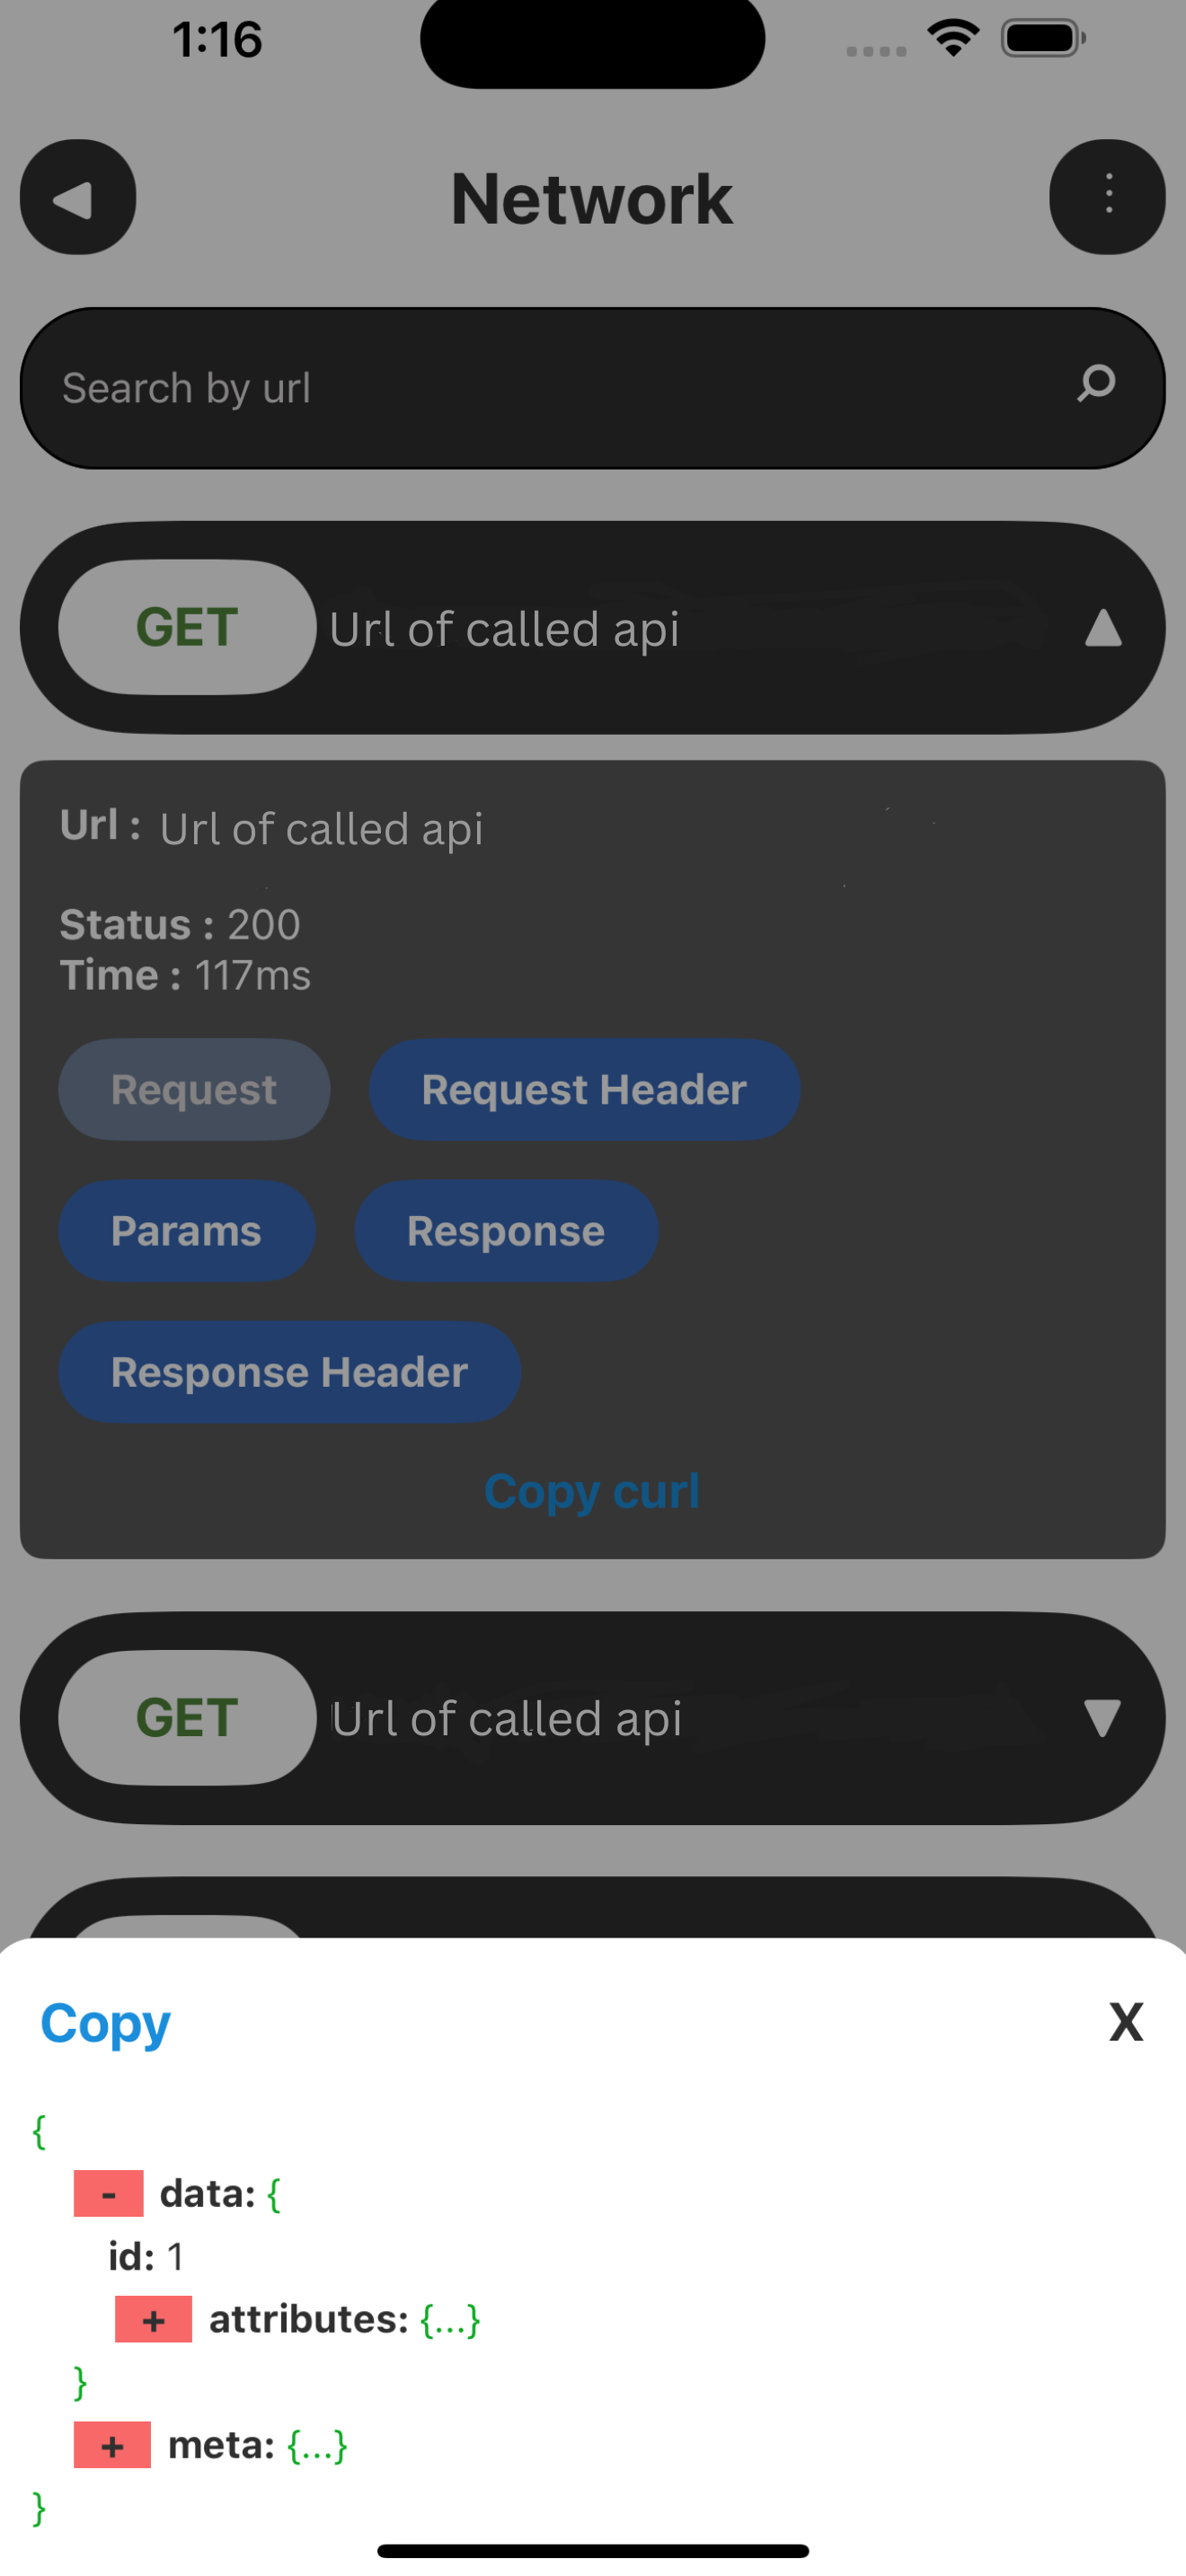 1:16
Network
Search by url
GET Url of called api
Url : Url of called api
Status : 200
Time : 117ms
Request Request Header
Params Response
Response Header
Copy curl
GET Url of called api
Copy X
{
- data: {
id: 1
+ attributes: {...}
}
+ meta: {...}
}